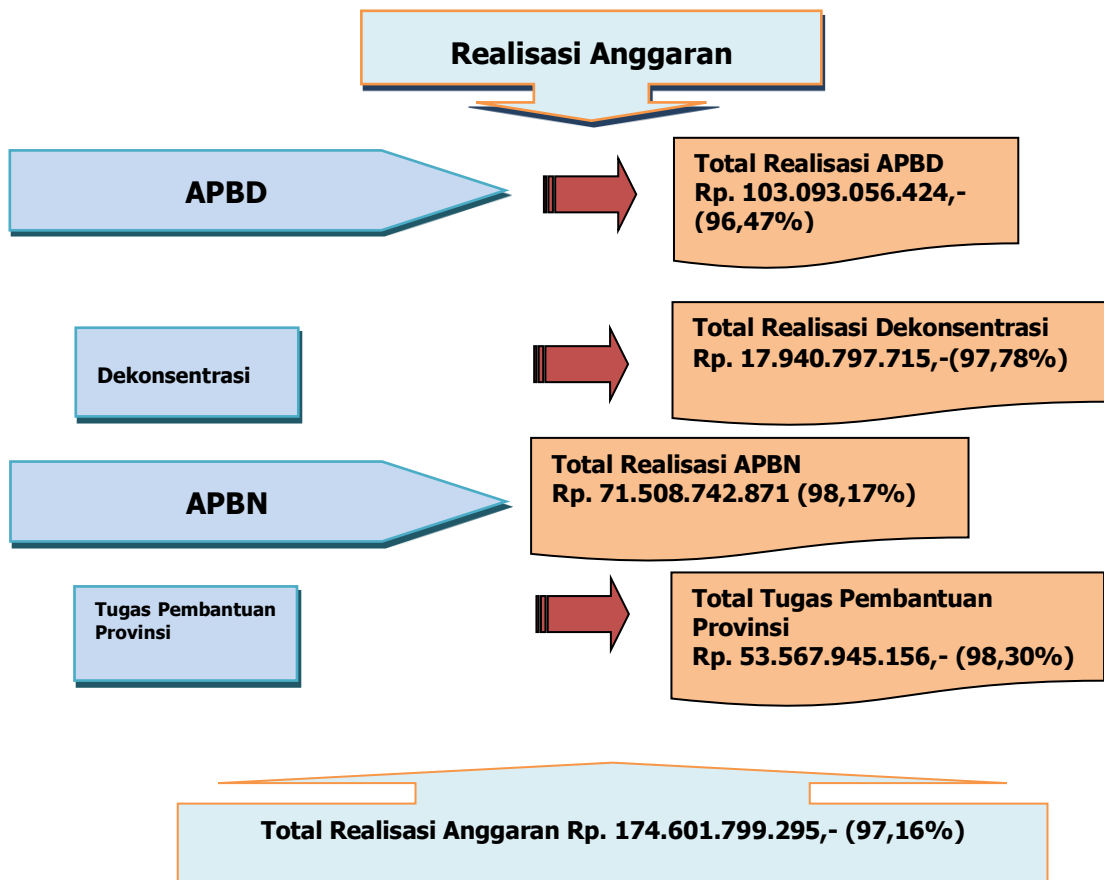 Realisasi Anggaran
APBD
Total Realisasi APBD
Rp. 103.093.056.424,-
(96,47%)
Dekonsentrasi
Total Realisasi Dekonsentrasi
Rp. 17.940.797.715,-(97,78%)
APBN
Total Realisasi APBN
Rp. 71.508.742.871 (98,17%)
Tugas Pembantuan
Provinsi
Total Tugas Pembantuan
Provinsi
Rp. 53.567.945.156,- (98,30%)
Total Realisasi Anggaran Rp. 174.601.799.295,- (97,16%)